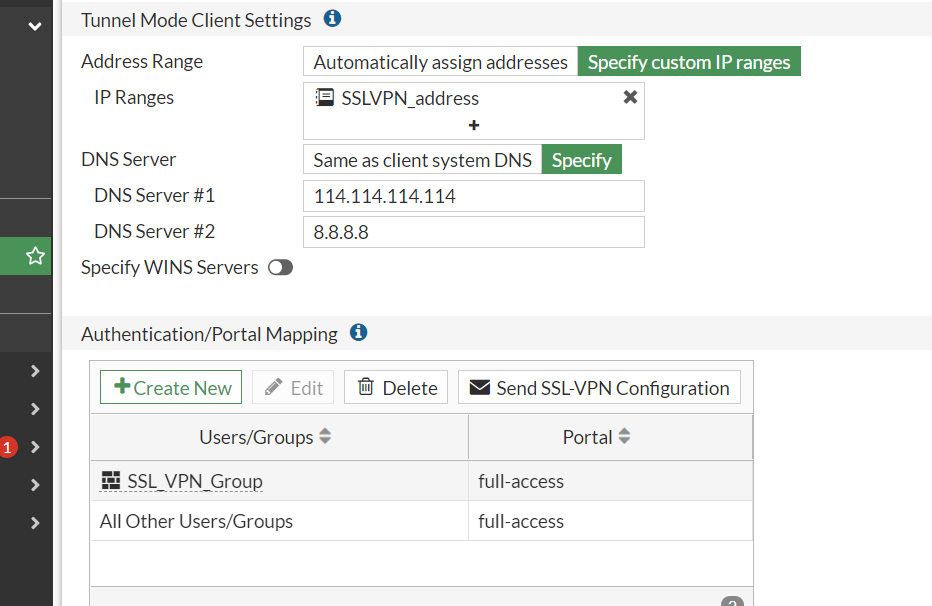 Tunnel Mode Client Settings
Address Range Automatically assign addresses Specify custom IP ranges
IP Ranges SSLVPN_address
DNS Server Same as client system DNS Specify
DNS Server #1 114.114.114.114
DNS Server #2 8.8.8.8
Specify WINS Servers
Authentication/Portal Mapping
Create New Edit Delete Send SSL-VPN Configuration
1
Users/Groups Portal
SSL_VPN_Group full-access
All Other Users/Groups full-access